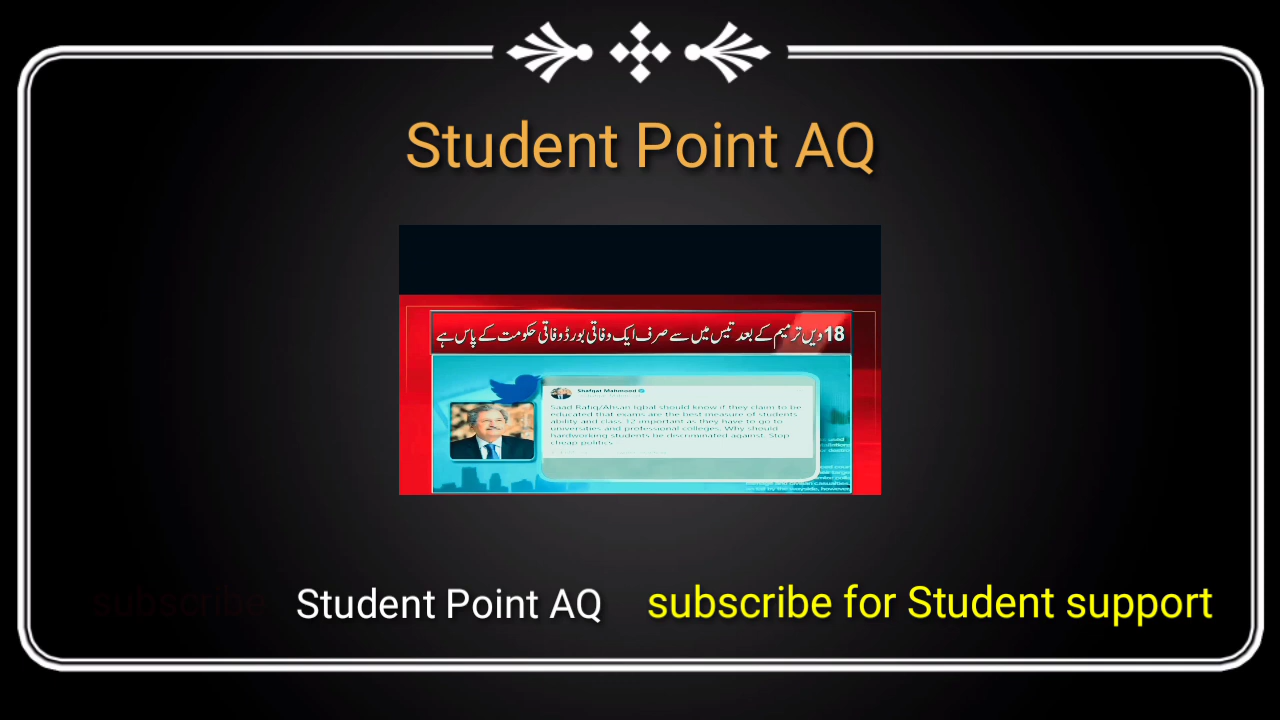 Student Point AQ
18ویں ترمیم کے بعد تیس میں سے صرف ایک وفاقی بورڈ وفاقی حکومت کے پاس ہے
Shafqat Mahmood
Saad Rafiq/Ahsan Iqbal should know if they claim to be
educated that exams are the best measure of students
ability and class 12 important as they have to go to
universities and professional colleges. Why should
hardworking students be discriminated against. Stop
cheap politics
subscribe
Student Point AQ
subscribe for Student support